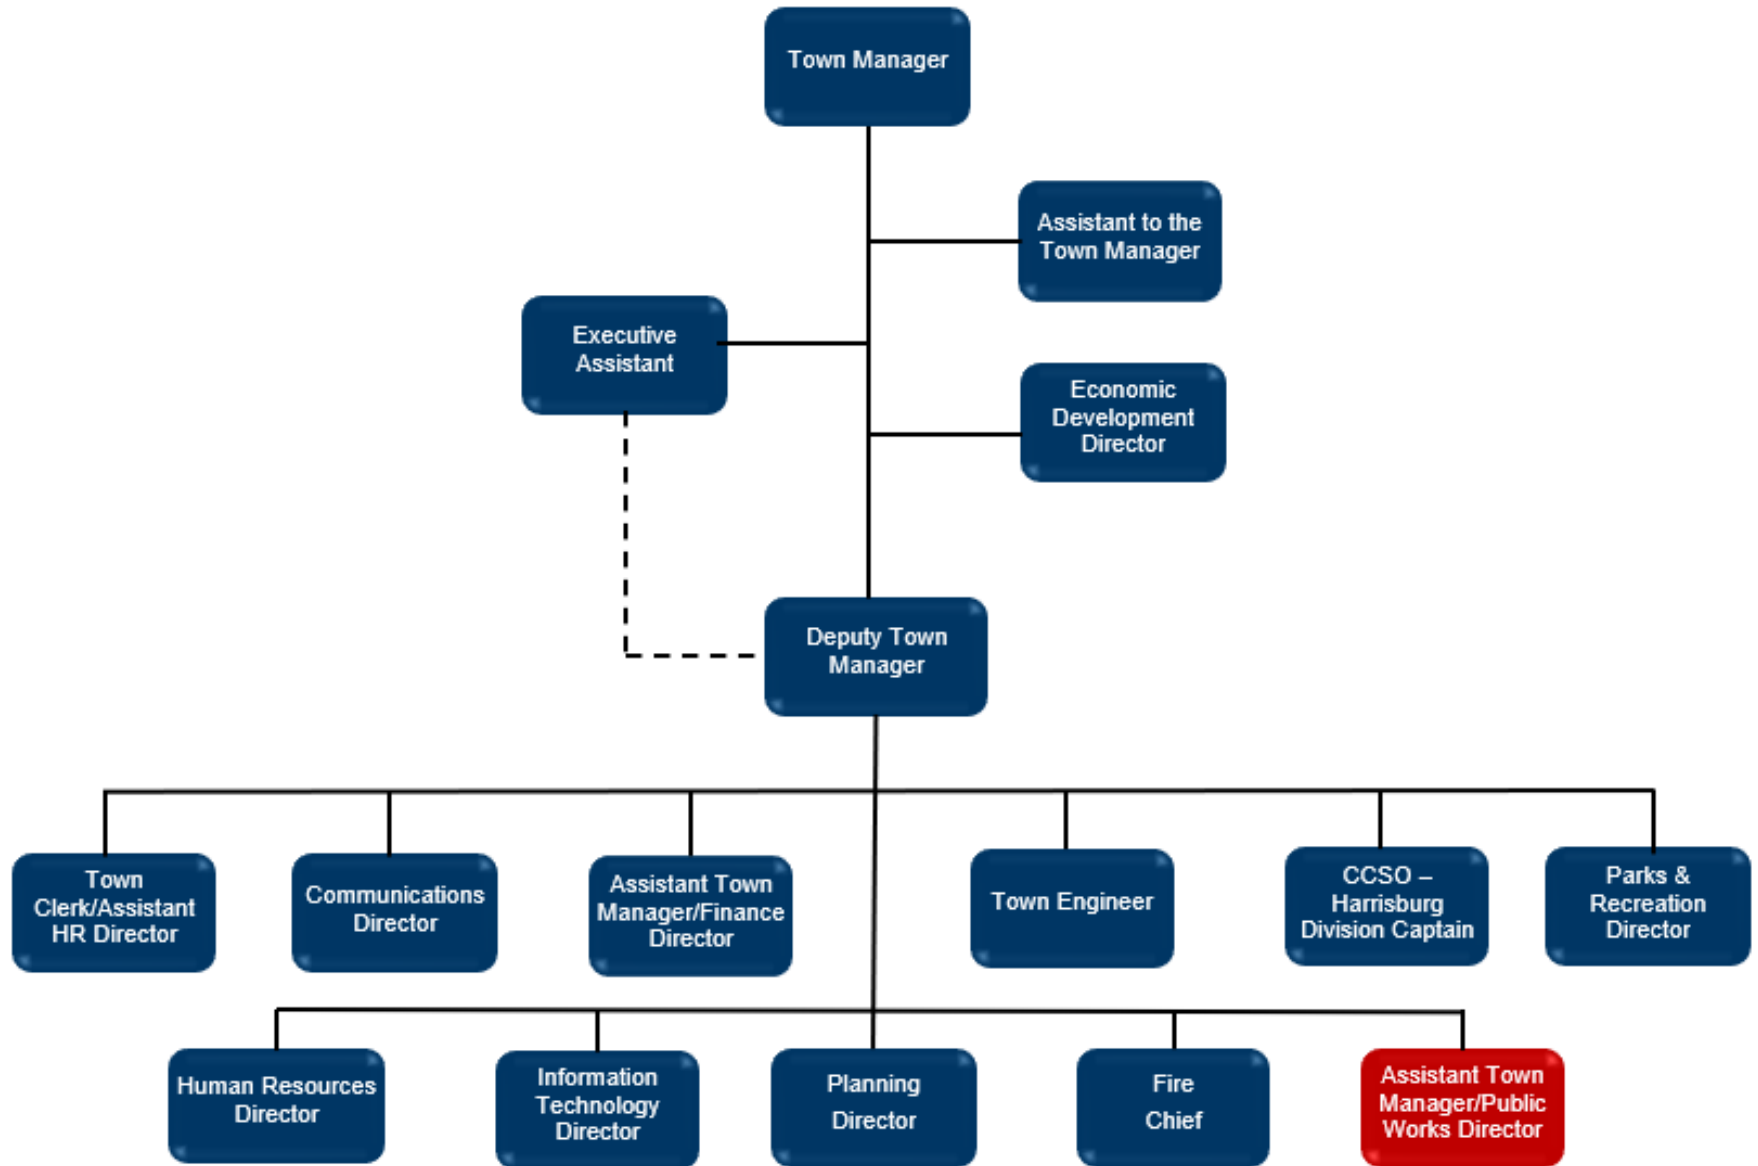 Town Manager
Assistant to the
Town Manager
Executive
Assistant
Economic
Development
Director
Deputy Town
Manager
Town
Clerk/Assistant
HR Director
Communications
Director
Assistant Town
Manager/Finance
Director
Town Engineer
CCSO –
Harrisburg
Division Captain
Parks &
Recreation
Director
Human Resources
Director
Information
Technology
Director
Planning
Director
Fire
Chief
Assistant Town
Manager/Public
Works Director